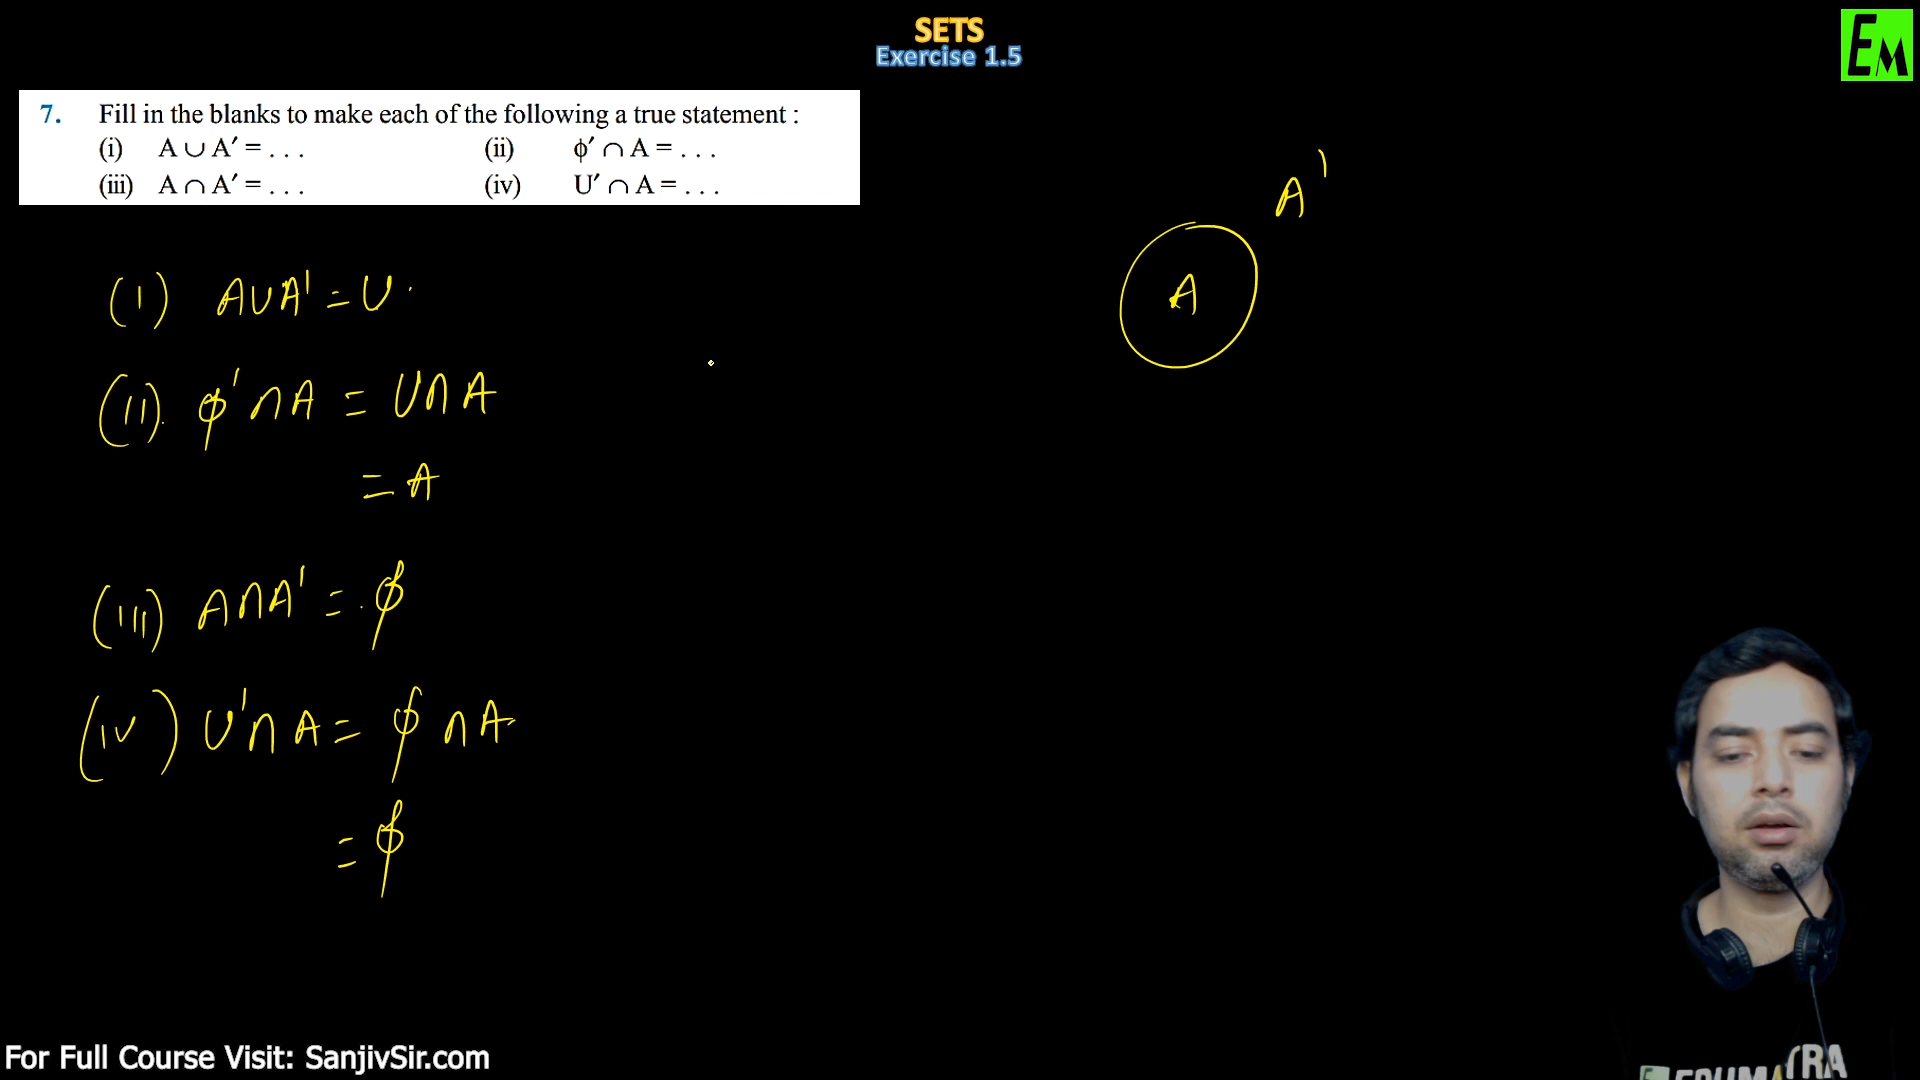 SETS
Exercise 1.5
EM
7. Fill in the blanks to make each of the following a true statement :
(i) A ∪ A′ = . . . (ii) ϕ′ ∩ A = . . .
(iii) A ∩ A′ = . . . (iv) U′ ∩ A = . . .
A'
A
(i) A∪A' = U.
(ii). ϕ'∩A = U∩A
= A
(iii) A∩A' = ϕ
(iv) U'∩A = ϕ∩A
= ϕ
For Full Course Visit: SanjivSir.com